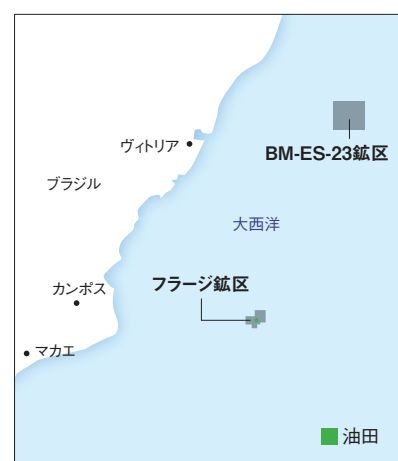 ヴィトリア
BM-ES-23鉱区
ブラジル
大西洋
フラージ鉱区
カンポス
マカエ
油田